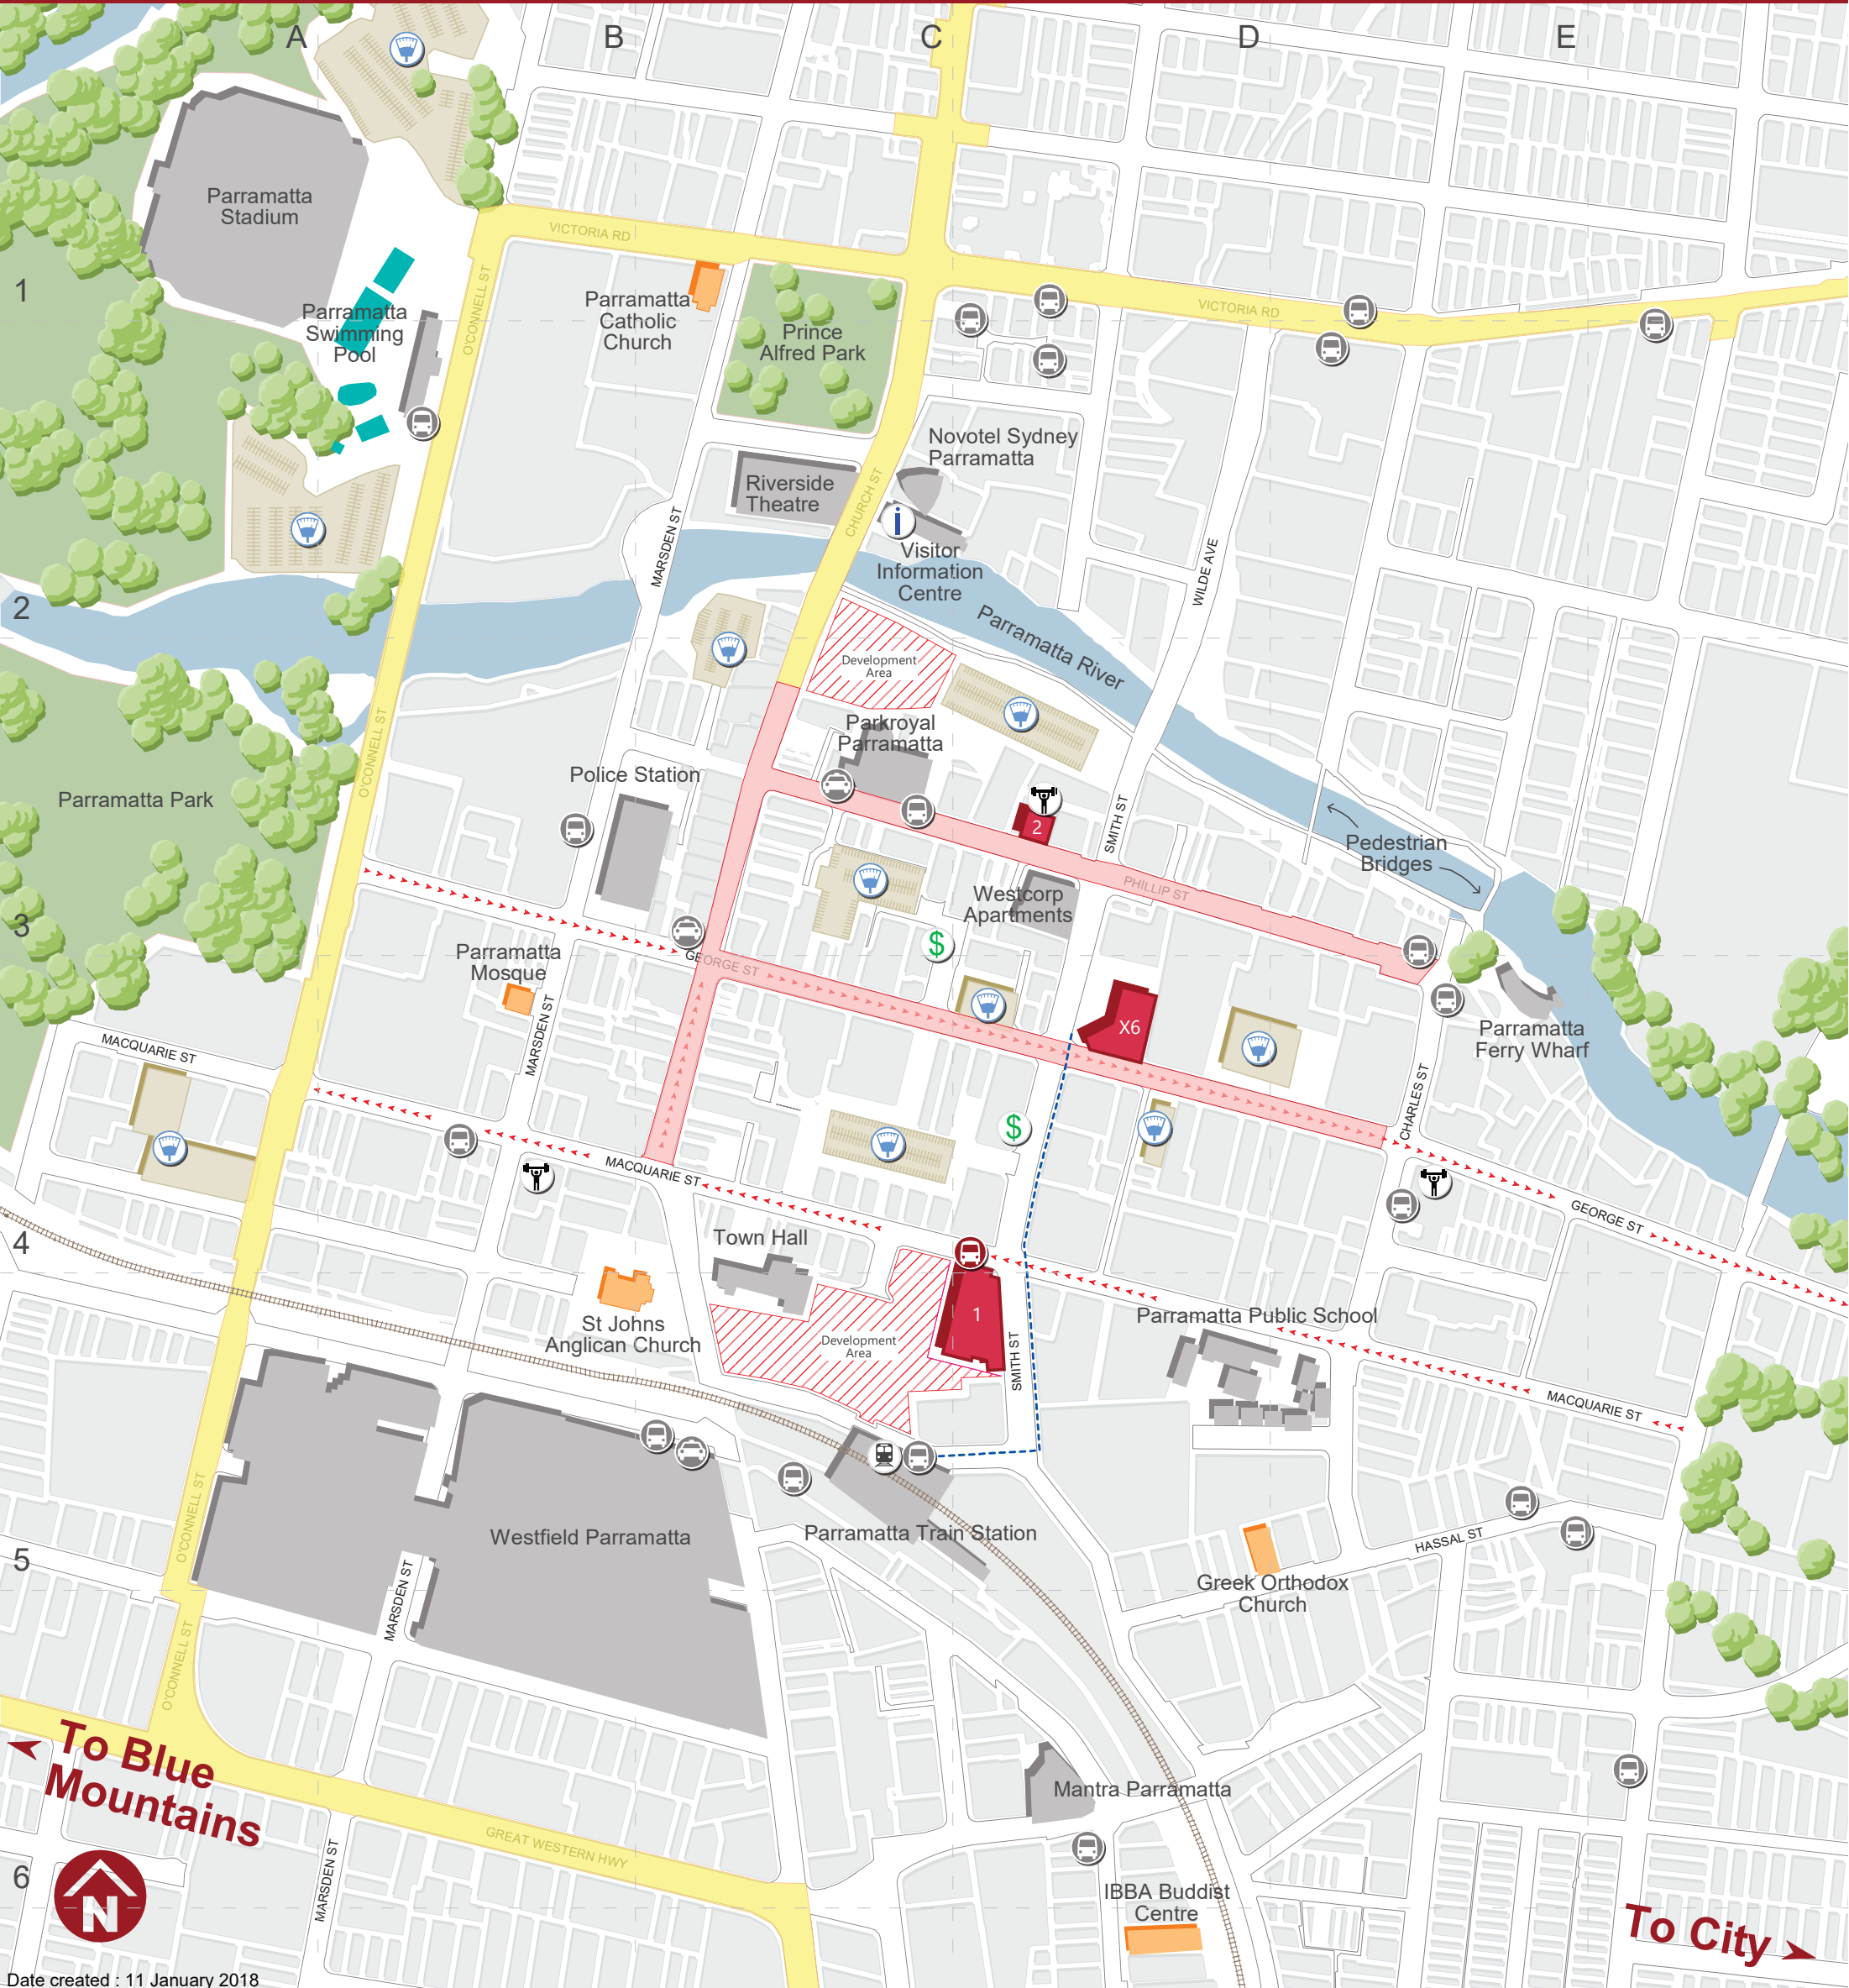 A
B
C
D
E
Parramatta
Stadium
VICTORIA RD
1
Parramatta
Swimming
Pool
O'CONNELL ST
Parramatta
Catholic
Church
Prince
Alfred Park
VICTORIA RD
Novotel Sydney
Parramatta
Riverside
Theatre
CHURCH ST
i
Visitor
Information
Centre
MARSDEN ST
WILDE AVE
2
Parramatta River
Development
Area
Parkroyal
Parramatta
O'CONNELL ST
Police Station
Parramatta Park
2
SMITH ST
Pedestrian
Bridges
PHILLIP ST
Westcorp
Apartments
3
$
Parramatta
Mosque
GEORGE ST
MARSDEN ST
X6
Parramatta
Ferry Wharf
MACQUARIE ST
CHARLES ST
$
MACQUARIE ST
GEORGE ST
4
Town Hall
1
Parramatta Public School
St Johns
Anglican Church
Development
Area
SMITH ST
MACQUARIE ST
O'CONNELL ST
Westfield Parramatta
Parramatta Train Station
HASSAL ST
5
MARSDEN ST
Greek Orthodox
Church
O'CONNELL ST
To Blue
Mountains
Mantra Parramatta
GREAT WESTERN HWY
MARSDEN ST
6
N
IBBA Buddist
Centre
To City
Date created : 11 January 2018